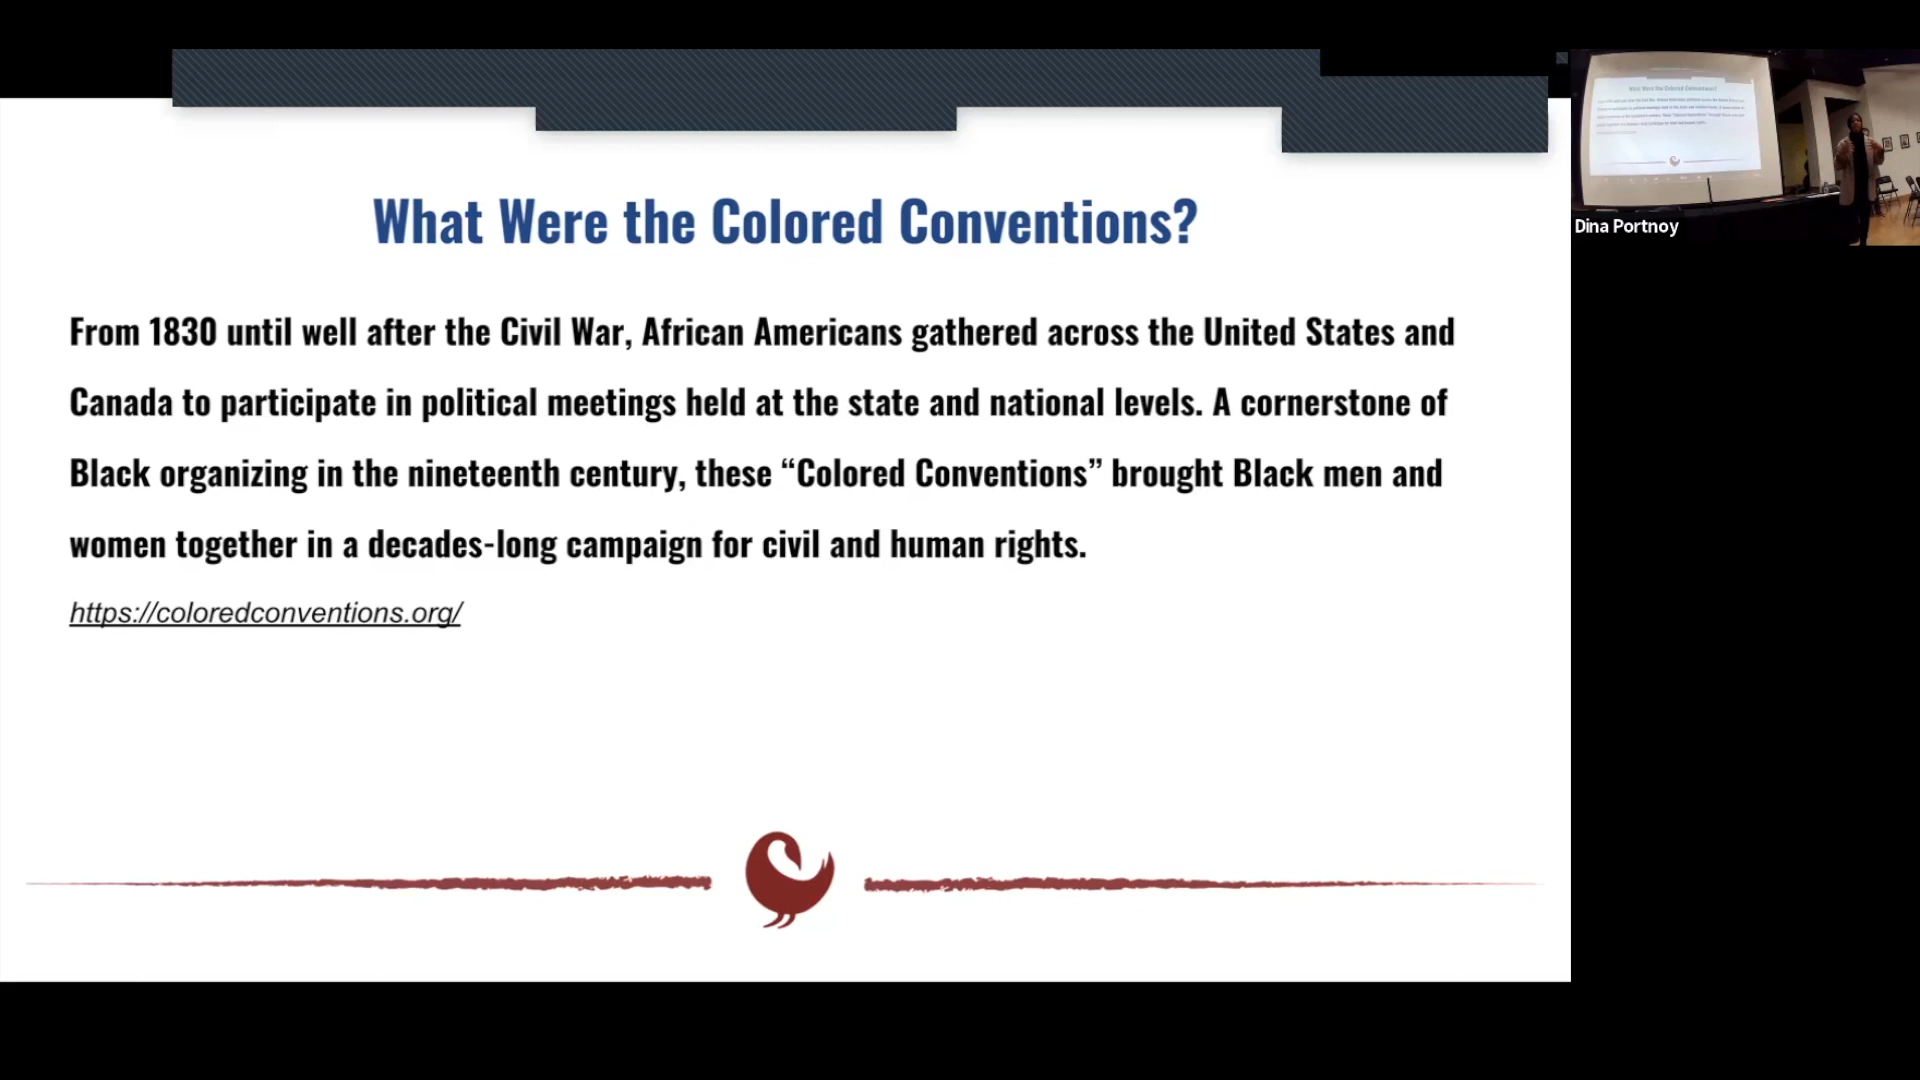 What Were the Colored Conventions?
From 1830 until well after the Civil War, African Americans gathered across the United States and
Canada to participate in political meetings held at the state and national levels. A cornerstone of
Black organizing in the nineteenth century, these “Colored Conventions” brought Black men and
women together in a decades-long campaign for civil and human rights.
https://coloredconventions.org/
Dina Portnoy